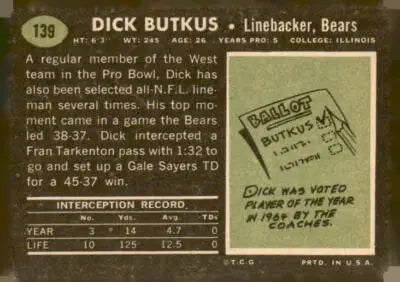 139
DICK BUTKUS • Linebacker, Bears
HT: 6'3" WT: 245 AGE: 26 YEARS PRO: 5 COLLEGE: ILLINOIS
A regular member of the West
team in the Pro Bowl, Dick has
also been selected all-N.F.L. line-
man several times. His top mo-
ment came in a game the Bears
led 38-37. Dick intercepted a
Fran Tarkenton pass with 1:32 to
go and set up a Gale Sayers TD
for a 45-37 win.
INTERCEPTION RECORD
No. Yds. Avg. TDs
YEAR 3 * 14 4.7 0
LIFE 10 125 12.5 0
BALLOT
BUTKUS
DICK WAS VOTED
PLAYER OF THE YEAR
IN 1964 BY THE
COACHES.
© T.C.G PRTD. IN U.S.A.